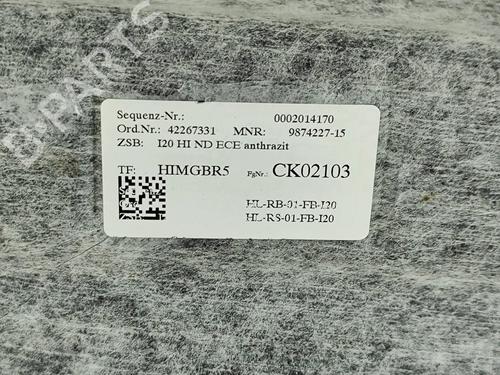 B-PARTS
Sequenz-Nr.: 0002014170
Ord.Nr.: 42267331 MNR: 9874227-15
ZSB: I20 HI ND ECE anthrazit
TF: HIMGBR5 FgNr.: CK02103
HL-RB-01-FB-I20
HL-RS-01-FB-I20